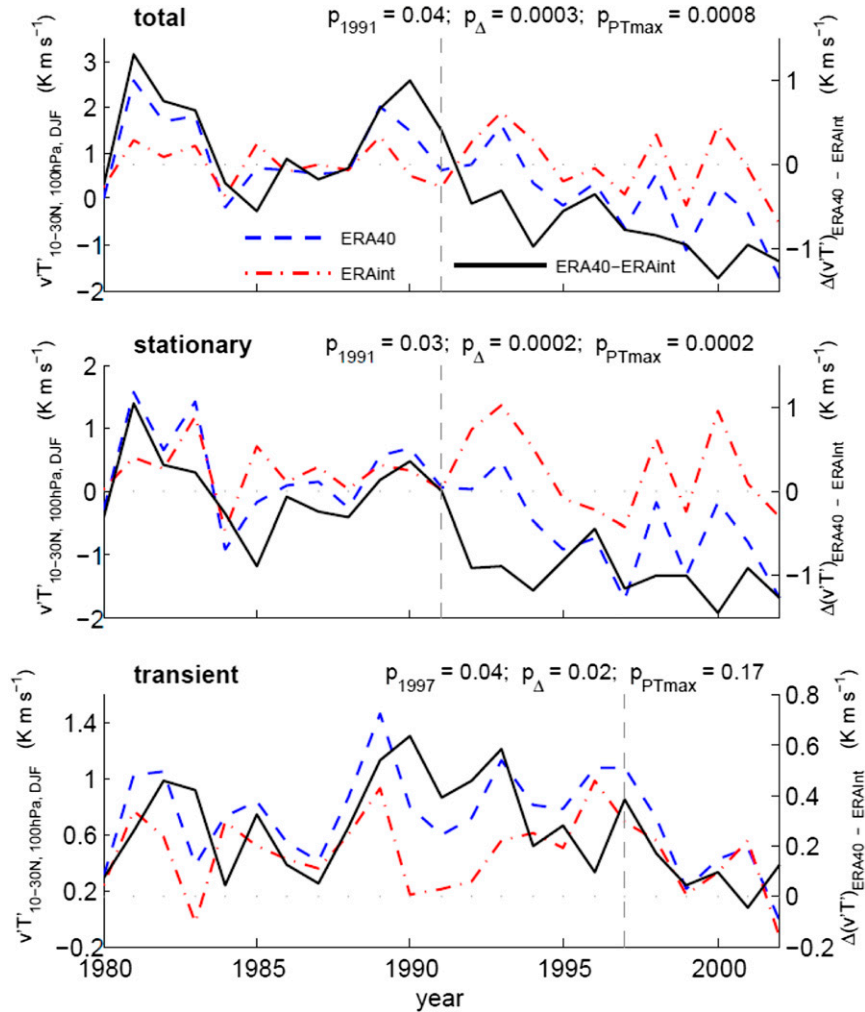 total
p1991 = 0.04; pΔ = 0.0003; pPTmax = 0.0008
v'T'10−30N, 100hPa, DJF (K m s−1)
3
2
1
0
−1
−2
1
0
−1
Δ(v'T')ERA40 − ERAInt (K m s−1)
ERA40
ERAint
ERA40−ERAint
stationary
p1991 = 0.03; pΔ = 0.0002; pPTmax = 0.0002
v'T'10−30N, 100hPa, DJF (K m s−1)
2
1
0
−1
−2
1
0
−1
Δ(v'T')ERA40 − ERAInt (K m s−1)
transient
p1997 = 0.04; pΔ = 0.02; pPTmax = 0.17
v'T'10−30N, 100hPa, DJF (K m s−1)
1.4
1
0.6
0.2
−0.2
0.8
0.6
0.4
0.2
0
−0.2
Δ(v'T')ERA40 − ERAInt (K m s−1)
1980 1985 1990 1995 2000
year